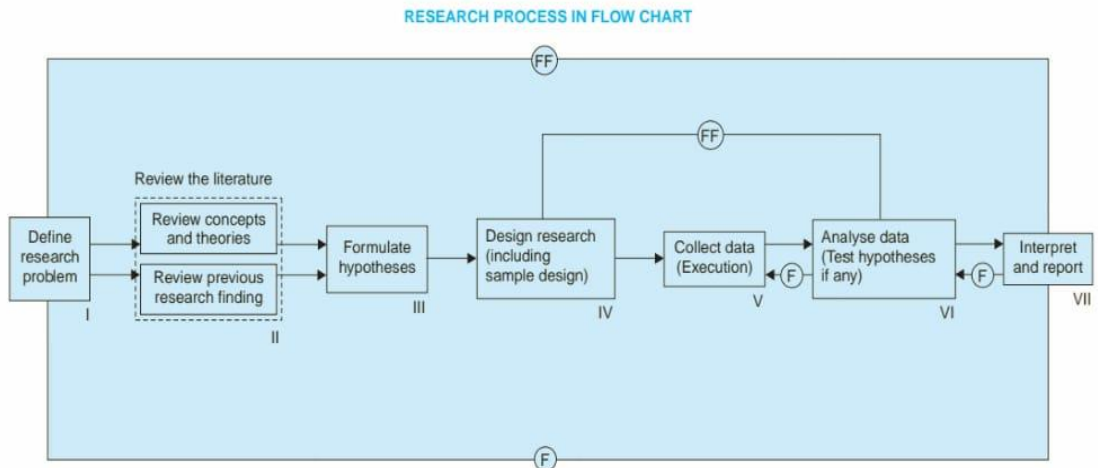 RESEARCH PROCESS IN FLOW CHART
FF
FF
Review the literature
Define
research
problem
I
Review concepts
and theories
Review previous
research finding
II
Formulate
hypotheses
III
Design research
(including
sample design)
IV
Collect data
(Execution)
V
F
Analyse data
(Test hypotheses
if any)
VI
F
Interpret
and report
VII
F